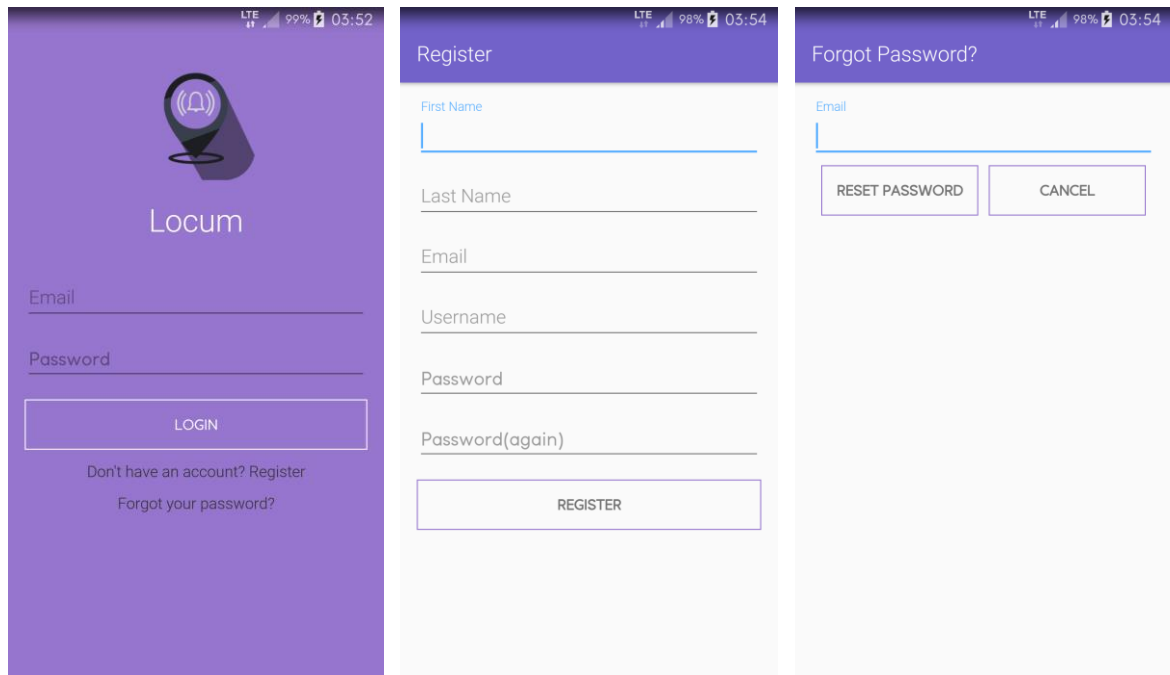 LTE 99% 03:52
Locum
Email
Password
LOGIN
Don't have an account? Register
Forgot your password?
LTE 98% 03:54
Register
First Name
Last Name
Email
Username
Password
Password(again)
REGISTER
LTE 98% 03:54
Forgot Password?
Email
RESET PASSWORD CANCEL